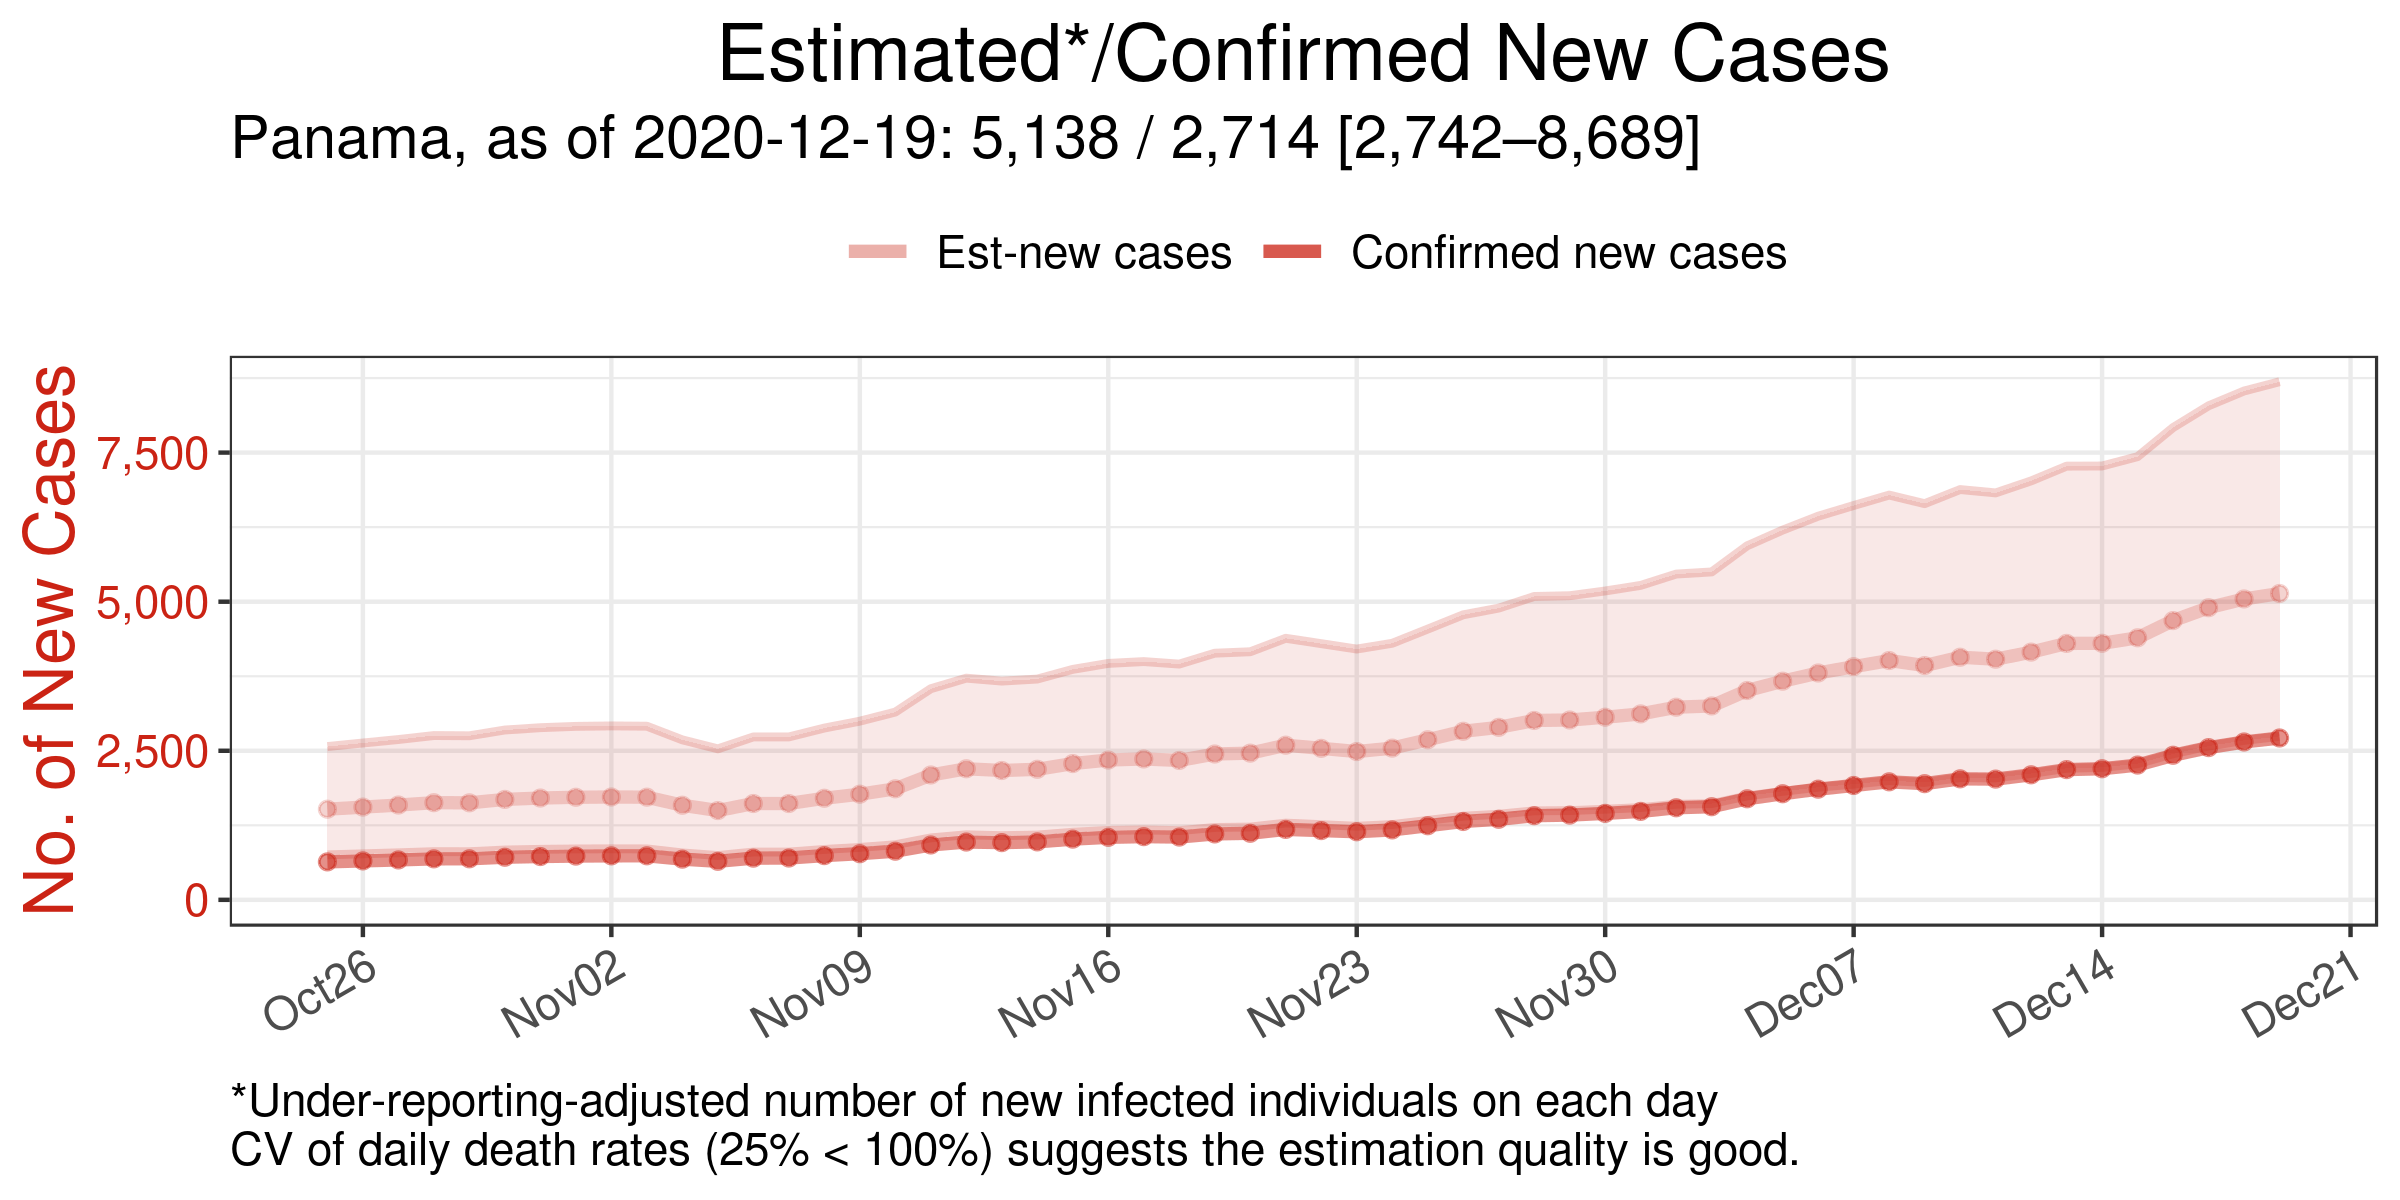 Estimated*/Confirmed New Cases
Panama, as of 2020-12-19: 5,138 / 2,714 [2,742–8,689]
Est-new cases Confirmed new cases
No. of New Cases
7,500
5,000
2,500
0
Oct26 Nov02 Nov09 Nov16 Nov23 Nov30 Dec07 Dec14 Dec21
*Under-reporting-adjusted number of new infected individuals on each day
CV of daily death rates (25% < 100%) suggests the estimation quality is good.